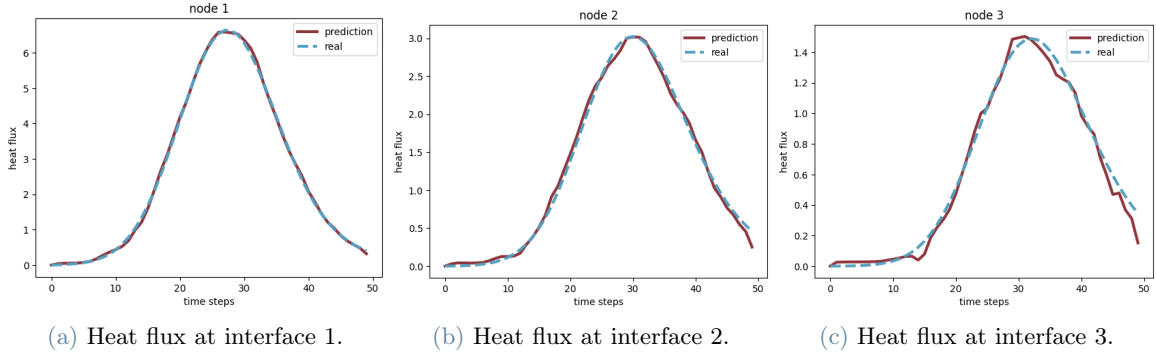 node 1
prediction
real
heat flux
6
5
4
3
2
1
0
0 10 20 30 40 50
time steps
(a) Heat flux at interface 1.
node 2
prediction
real
heat flux
3.0
2.5
2.0
1.5
1.0
0.5
0.0
0 10 20 30 40 50
time steps
(b) Heat flux at interface 2.
node 3
prediction
real
heat flux
1.4
1.2
1.0
0.8
0.6
0.4
0.2
0.0
0 10 20 30 40 50
time steps
(c) Heat flux at interface 3.